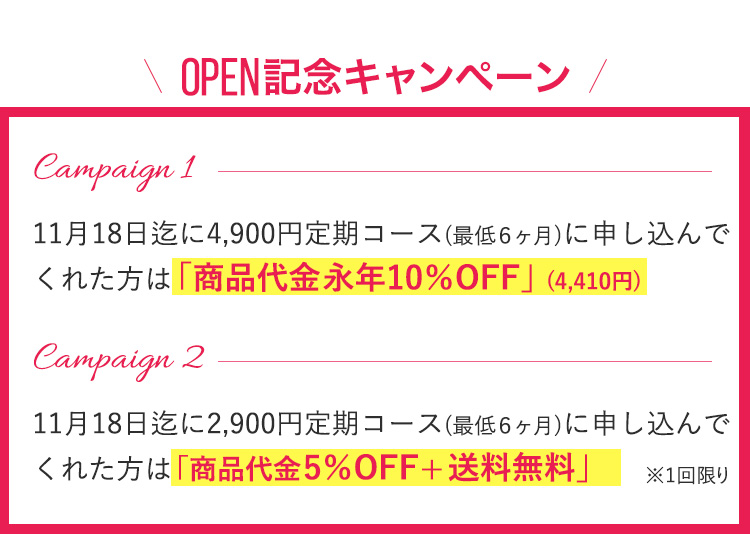 OPEN記念キャンペーン
Campaign 1
11月18日迄に4,900円定期コース(最低6ヶ月)に申し込んで
くれた方は「商品代金永年10%OFF」(4,410円)
Campaign 2
11月18日迄に2,900円定期コース(最低6ヶ月)に申し込んで
くれた方は「商品代金5%OFF+送料無料」 ※1回限り